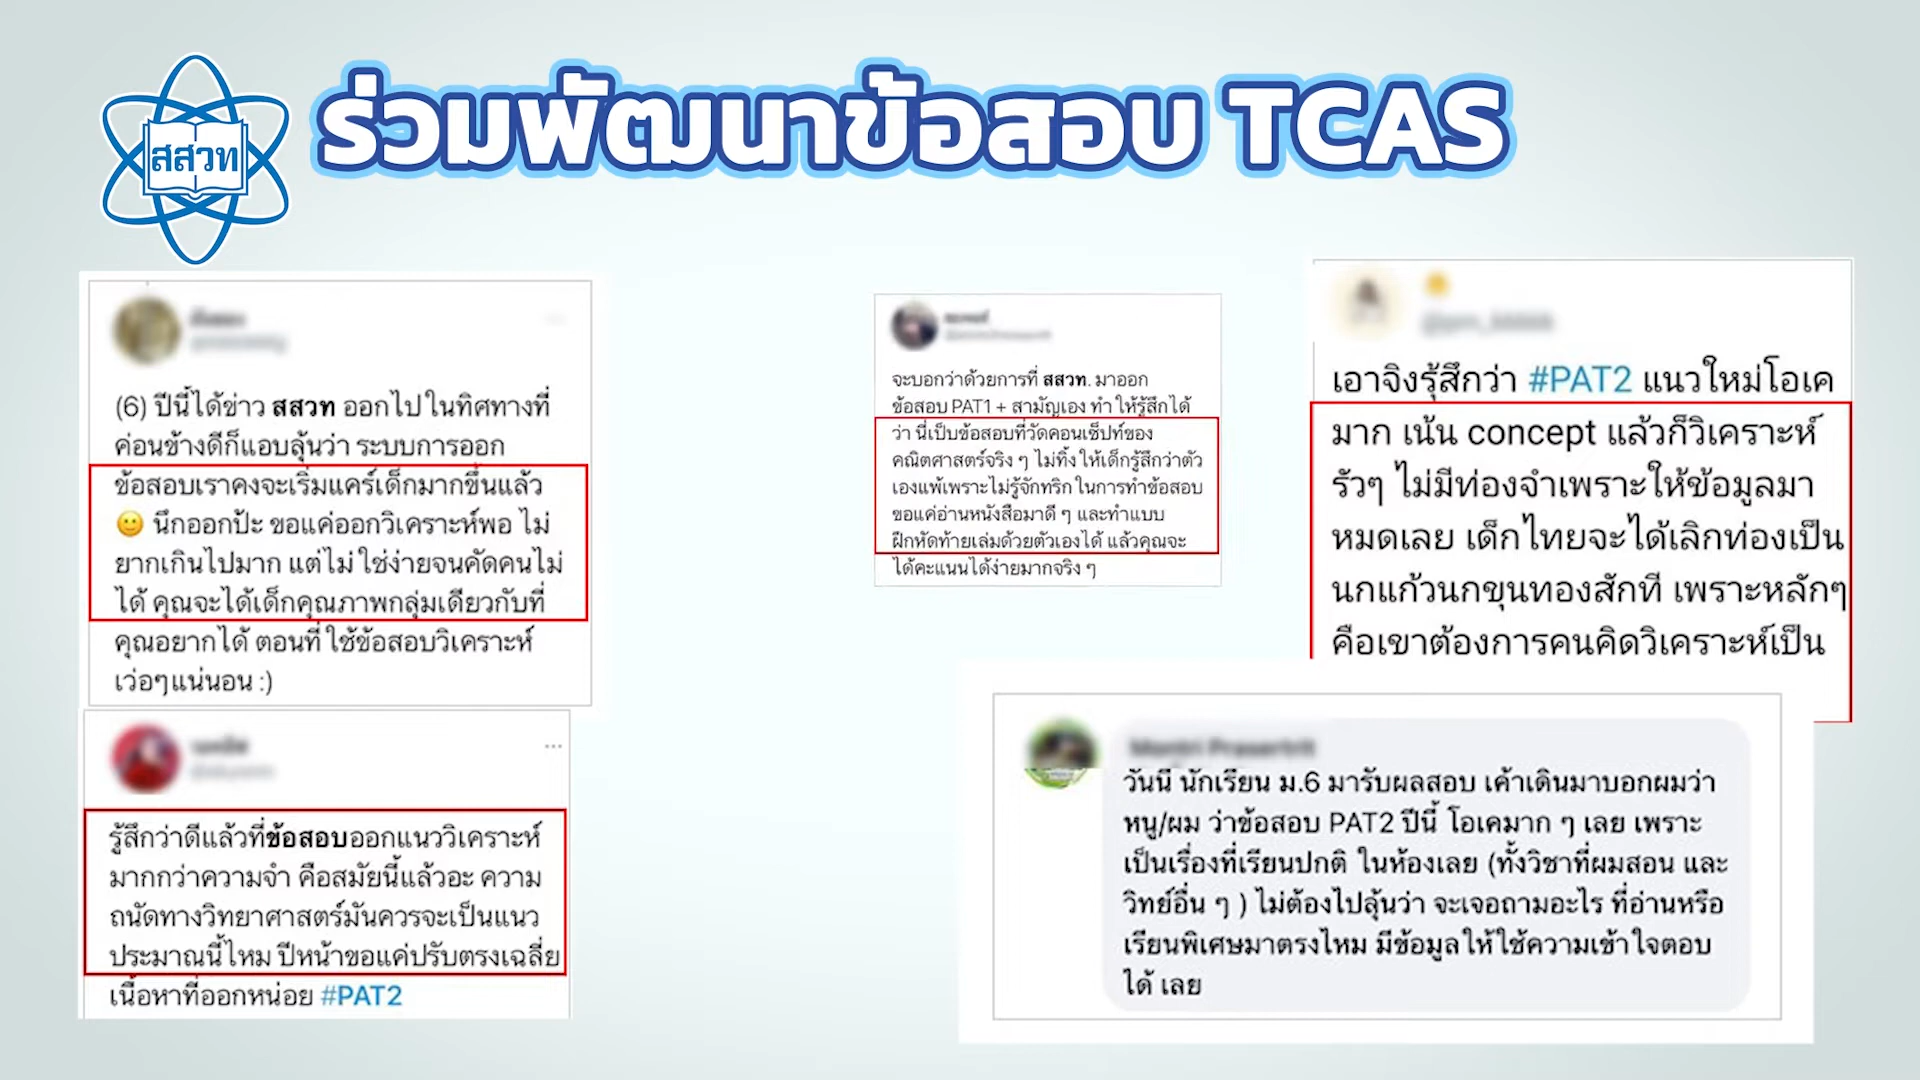 สสวท
ร่วมพัฒนาข้อสอบ TCAS
(6) ปีนี้ได้ข่าว สสวท ออกไปในทิศทางที่
ค่อนข้างดีก็แอบลุ้นว่า ระบบการออก
ข้อสอบเราคงจะเริ่มแคร์เด็กมากขึ้นแล้ว
🙂 นึกออกป้ะ ขอแค่ออกวิเคราะห์พอ ไม่
ยากเกินไปมาก แต่ไม่ ใช่ง่ายจนคัดคนไม่
ได้ คุณจะได้เด็กคุณภาพกลุ่มเดียวกับที่
คุณอยากได้ ตอนที่ ใช้ข้อสอบวิเคราะห์
เว่อๆแน่นอน :)
รู้สึกว่าดีแล้วที่ข้อสอบออกแนววิเคราะห์
มากกว่าความจำ คือสมัยนี้แล้วอะ ความ
ถนัดทางวิทยาศาสตร์มันควรจะเป็นแนว
ประมาณนี้ไหม ปีหน้าขอแค่ปรับตรงเฉลี่ย
เนื้อหาที่ออกหน่อย #PAT2
จะบอกว่าด้วยการที่ สสวท. มาออก
ข้อสอบ PAT1 + สามัญเอง ทำ ให้รู้สึกได้
ว่า นี่เป็บข้อสอบที่วัดคอนเซ็ปท์ของ
คณิตศาสตร์จริง ๆ ไม่ทิ้ง ให้เด็กรู้สึกว่าตัว
เองแพ้เพราะไม่รู้จักทริก ในการทำข้อสอบ
ขอแค่อ่านหนังสือมาดี ๆ และทำแบบ
ฝึกหัดท้ายเล่มด้วยตัวเองได้ แล้วคุณจะ
ได้คะแนนได้ง่ายมากจริง ๆ
เอาจิงรู้สึกว่า #PAT2 แนวใหม่โอเค
มาก เน้น concept แล้วก็วิเคราะห์
รัวๆ ไม่มีท่องจำเพราะให้ข้อมูลมา
หมดเลย เด็กไทยจะได้เลิกท่องเป็น
นกแก้วนกขุนทองสักที เพราะหลักๆ
คือเขาต้องการคนคิดวิเคราะห์เป็น
วันนี้ นักเรียน ม.6 มารับผลสอบ เค้าเดินมาบอกผมว่า
หนู/ผม ว่าข้อสอบ PAT2 ปีนี้ โอเคมาก ๆ เลย เพราะ
เป็นเรื่องที่เรียนปกติ ในห้องเลย (ทั้งวิชาที่ผมสอน และ
วิทย์อื่น ๆ ) ไม่ต้องไปลุ้นว่า จะเจอถามอะไร ที่อ่านหรือ
เรียนพิเศษมาตรงไหม มีข้อมูลให้ใช้ความเข้าใจตอบ
ได้ เลย